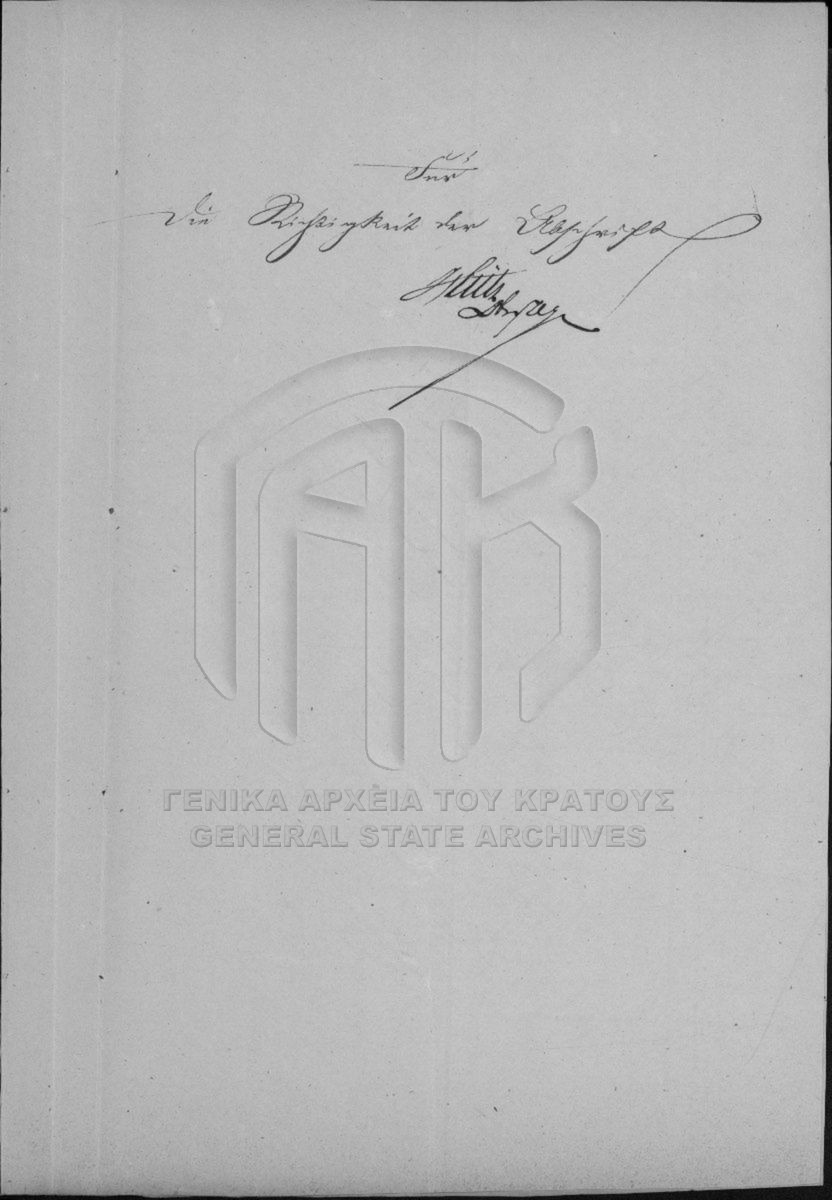 Für
die Richtigkeit der Abschrift
ΓΕΝΙΚΑ ΑΡΧΕΙΑ ΤΟΥ ΚΡΑΤΟΥΣ
GENERAL STATE ARCHIVES